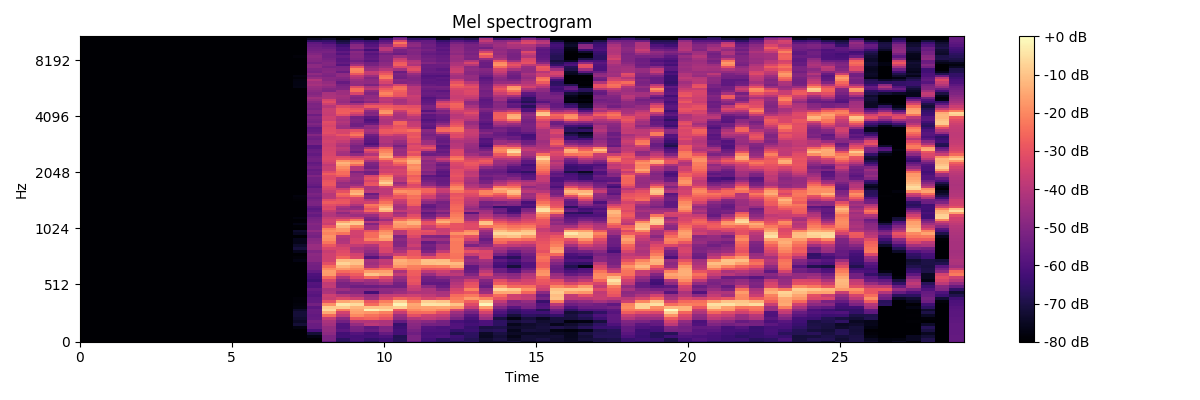 Mel spectrogram
Hz
8192
4096
2048
1024
512
0
0 5 10 15 20 25
Time
+0 dB
-10 dB
-20 dB
-30 dB
-40 dB
-50 dB
-60 dB
-70 dB
-80 dB